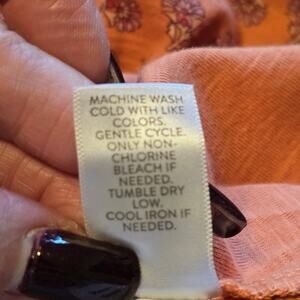 MACHINE WASH
COLD WITH LIKE
COLORS.
GENTLE CYCLE.
ONLY NON-
CHLORINE
BLEACH IF
NEEDED.
TUMBLE DRY
LOW.
COOL IRON IF
NEEDED.